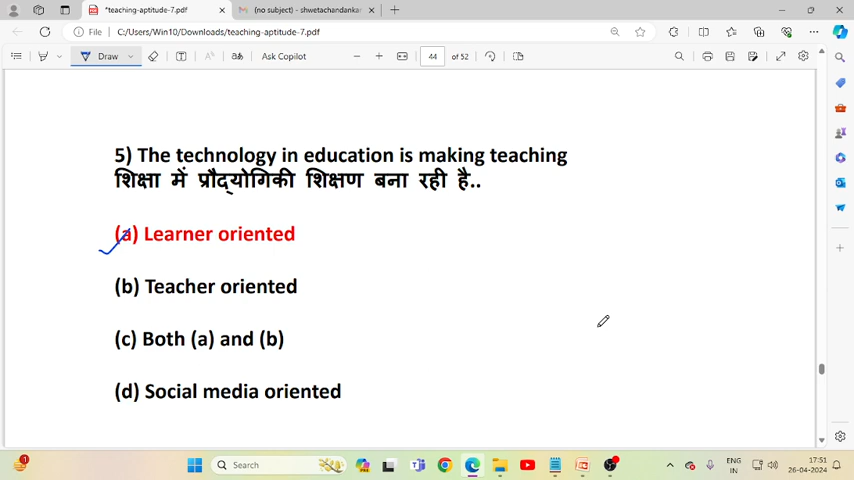 *teaching-aptitude-7.pdf
(no subject) - shwetachandankar
File
C:/Users/Win10/Downloads/teaching-aptitude-7.pdf
Draw
Ask Copilot
44
of 52
5) The technology in education is making teaching
शिक्षा में प्रौद्योगिकी शिक्षण बना रही है..
(a) Learner oriented
(b) Teacher oriented
(c) Both (a) and (b)
(d) Social media oriented
1
Search
ENG
IN
17:51
26-04-2024